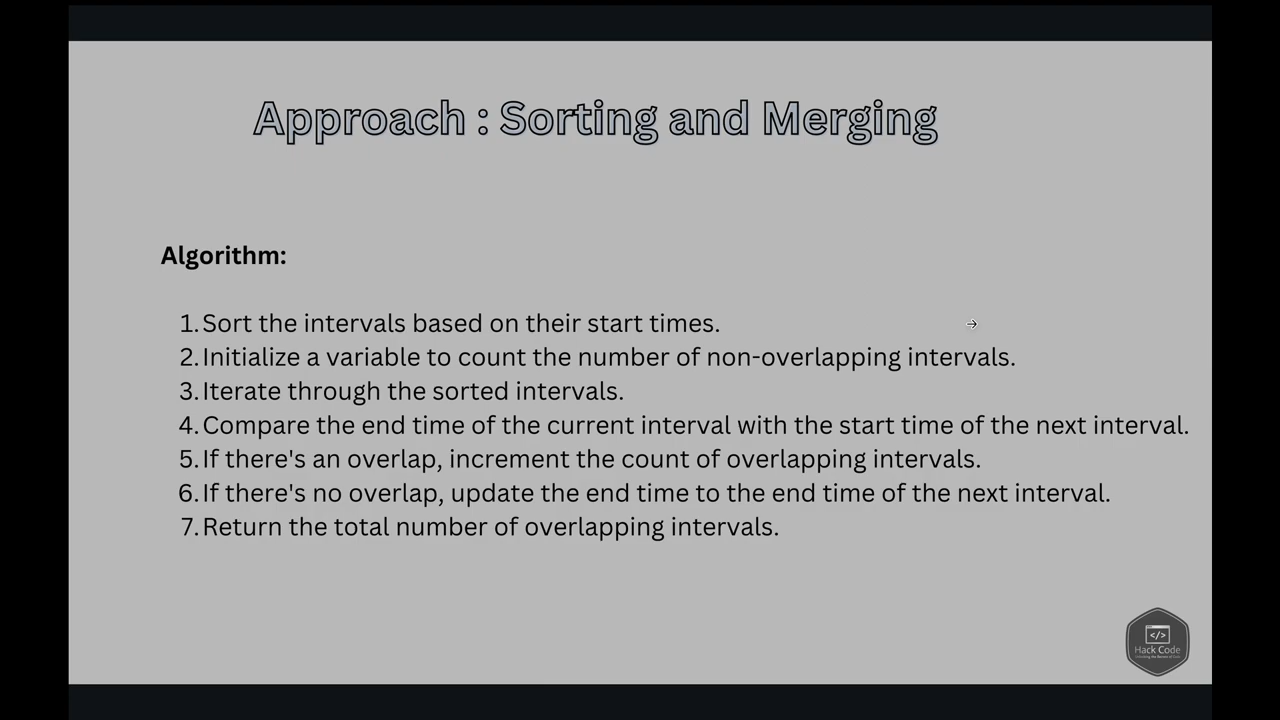 Approach : Sorting and Merging
Algorithm:
1. Sort the intervals based on their start times.
2. Initialize a variable to count the number of non-overlapping intervals.
3. Iterate through the sorted intervals.
4. Compare the end time of the current interval with the start time of the next interval.
5. If there's an overlap, increment the count of overlapping intervals.
6. If there's no overlap, update the end time to the end time of the next interval.
7. Return the total number of overlapping intervals.
</>
Hack Code